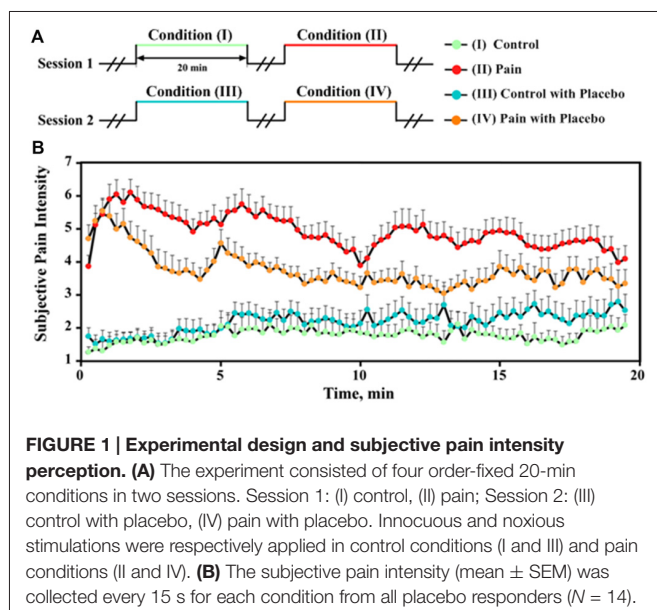 A
Condition (I)
Condition (II)
Session 1
20 min
Condition (III)
Condition (IV)
Session 2
(I) Control
(II) Pain
(III) Control with Placebo
(IV) Pain with Placebo
B
Subjective Pain Intensity
7
6
5
4
3
2
1
0
5
10
15
20
Time, min
FIGURE 1 | Experimental design and subjective pain intensity
perception. (A) The experiment consisted of four order-fixed 20-min
conditions in two sessions. Session 1: (I) control, (II) pain; Session 2: (III)
control with placebo, (IV) pain with placebo. Innocuous and noxious
stimulations were respectively applied in control conditions (I and III) and pain
conditions (II and IV). (B) The subjective pain intensity (mean ± SEM) was
collected every 15 s for each condition from all placebo responders (N = 14).